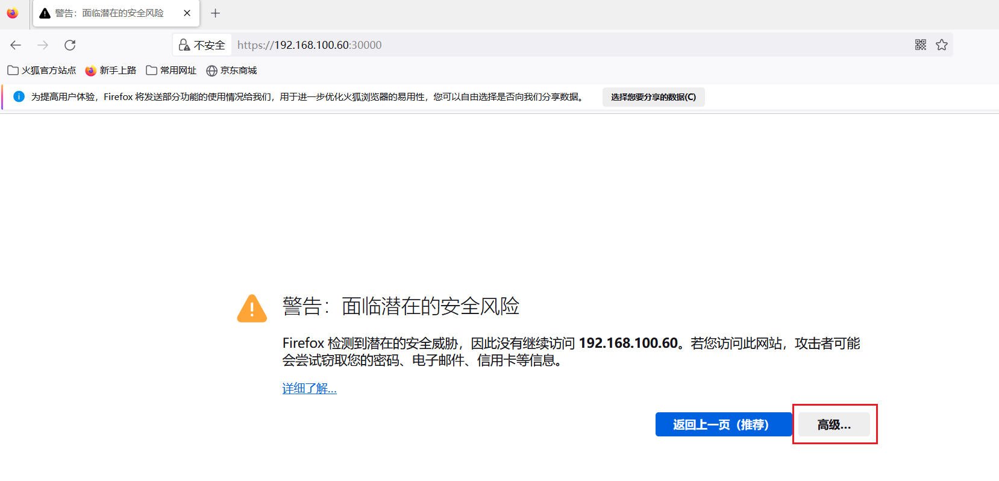 警告：面临潜在的安全风险
不安全 https://192.168.100.60:30000
火狐官方站点 新手上路 常用网址 京东商城
为提高用户体验，Firefox 将发送部分功能的使用情况给我们，用于进一步优化火狐浏览器的易用性，您可以自由选择是否向我们分享数据。 选择您要分享的数据(C)
警告：面临潜在的安全风险
Firefox 检测到潜在的安全威胁，因此没有继续访问 192.168.100.60。若您访问此网站，攻击者可能
会尝试窃取您的密码、电子邮件、信用卡等信息。
详细了解...
返回上一页（推荐） 高级...